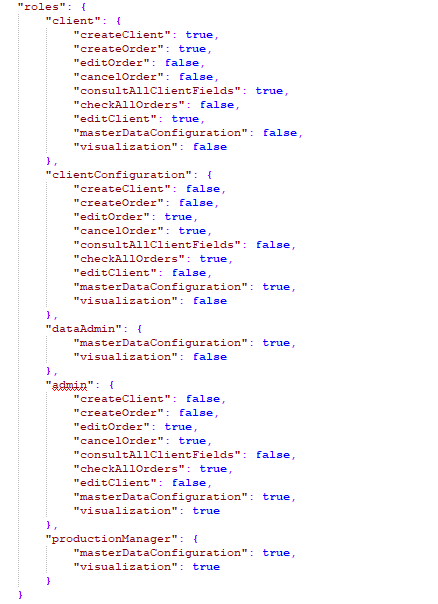 "roles": {
"client": {
"createClient": true,
"createOrder": true,
"editOrder": false,
"cancelOrder": false,
"consultAllClientFields": true,
"checkAllOrders": false,
"editClient": true,
"masterDataConfiguration": false,
"visualization": false
},
"clientConfiguration": {
"createClient": false,
"createOrder": false,
"editOrder": true,
"cancelOrder": true,
"consultAllClientFields": false,
"checkAllOrders": true,
"editClient": false,
"masterDataConfiguration": true,
"visualization": false
},
"dataAdmin": {
"masterDataConfiguration": true,
"visualization": false
},
"admin": {
"createClient": false,
"createOrder": false,
"editOrder": true,
"cancelOrder": true,
"consultAllClientFields": false,
"checkAllOrders": true,
"editClient": false,
"masterDataConfiguration": true,
"visualization": true
},
"productionManager": {
"masterDataConfiguration": true,
"visualization": true
}
}